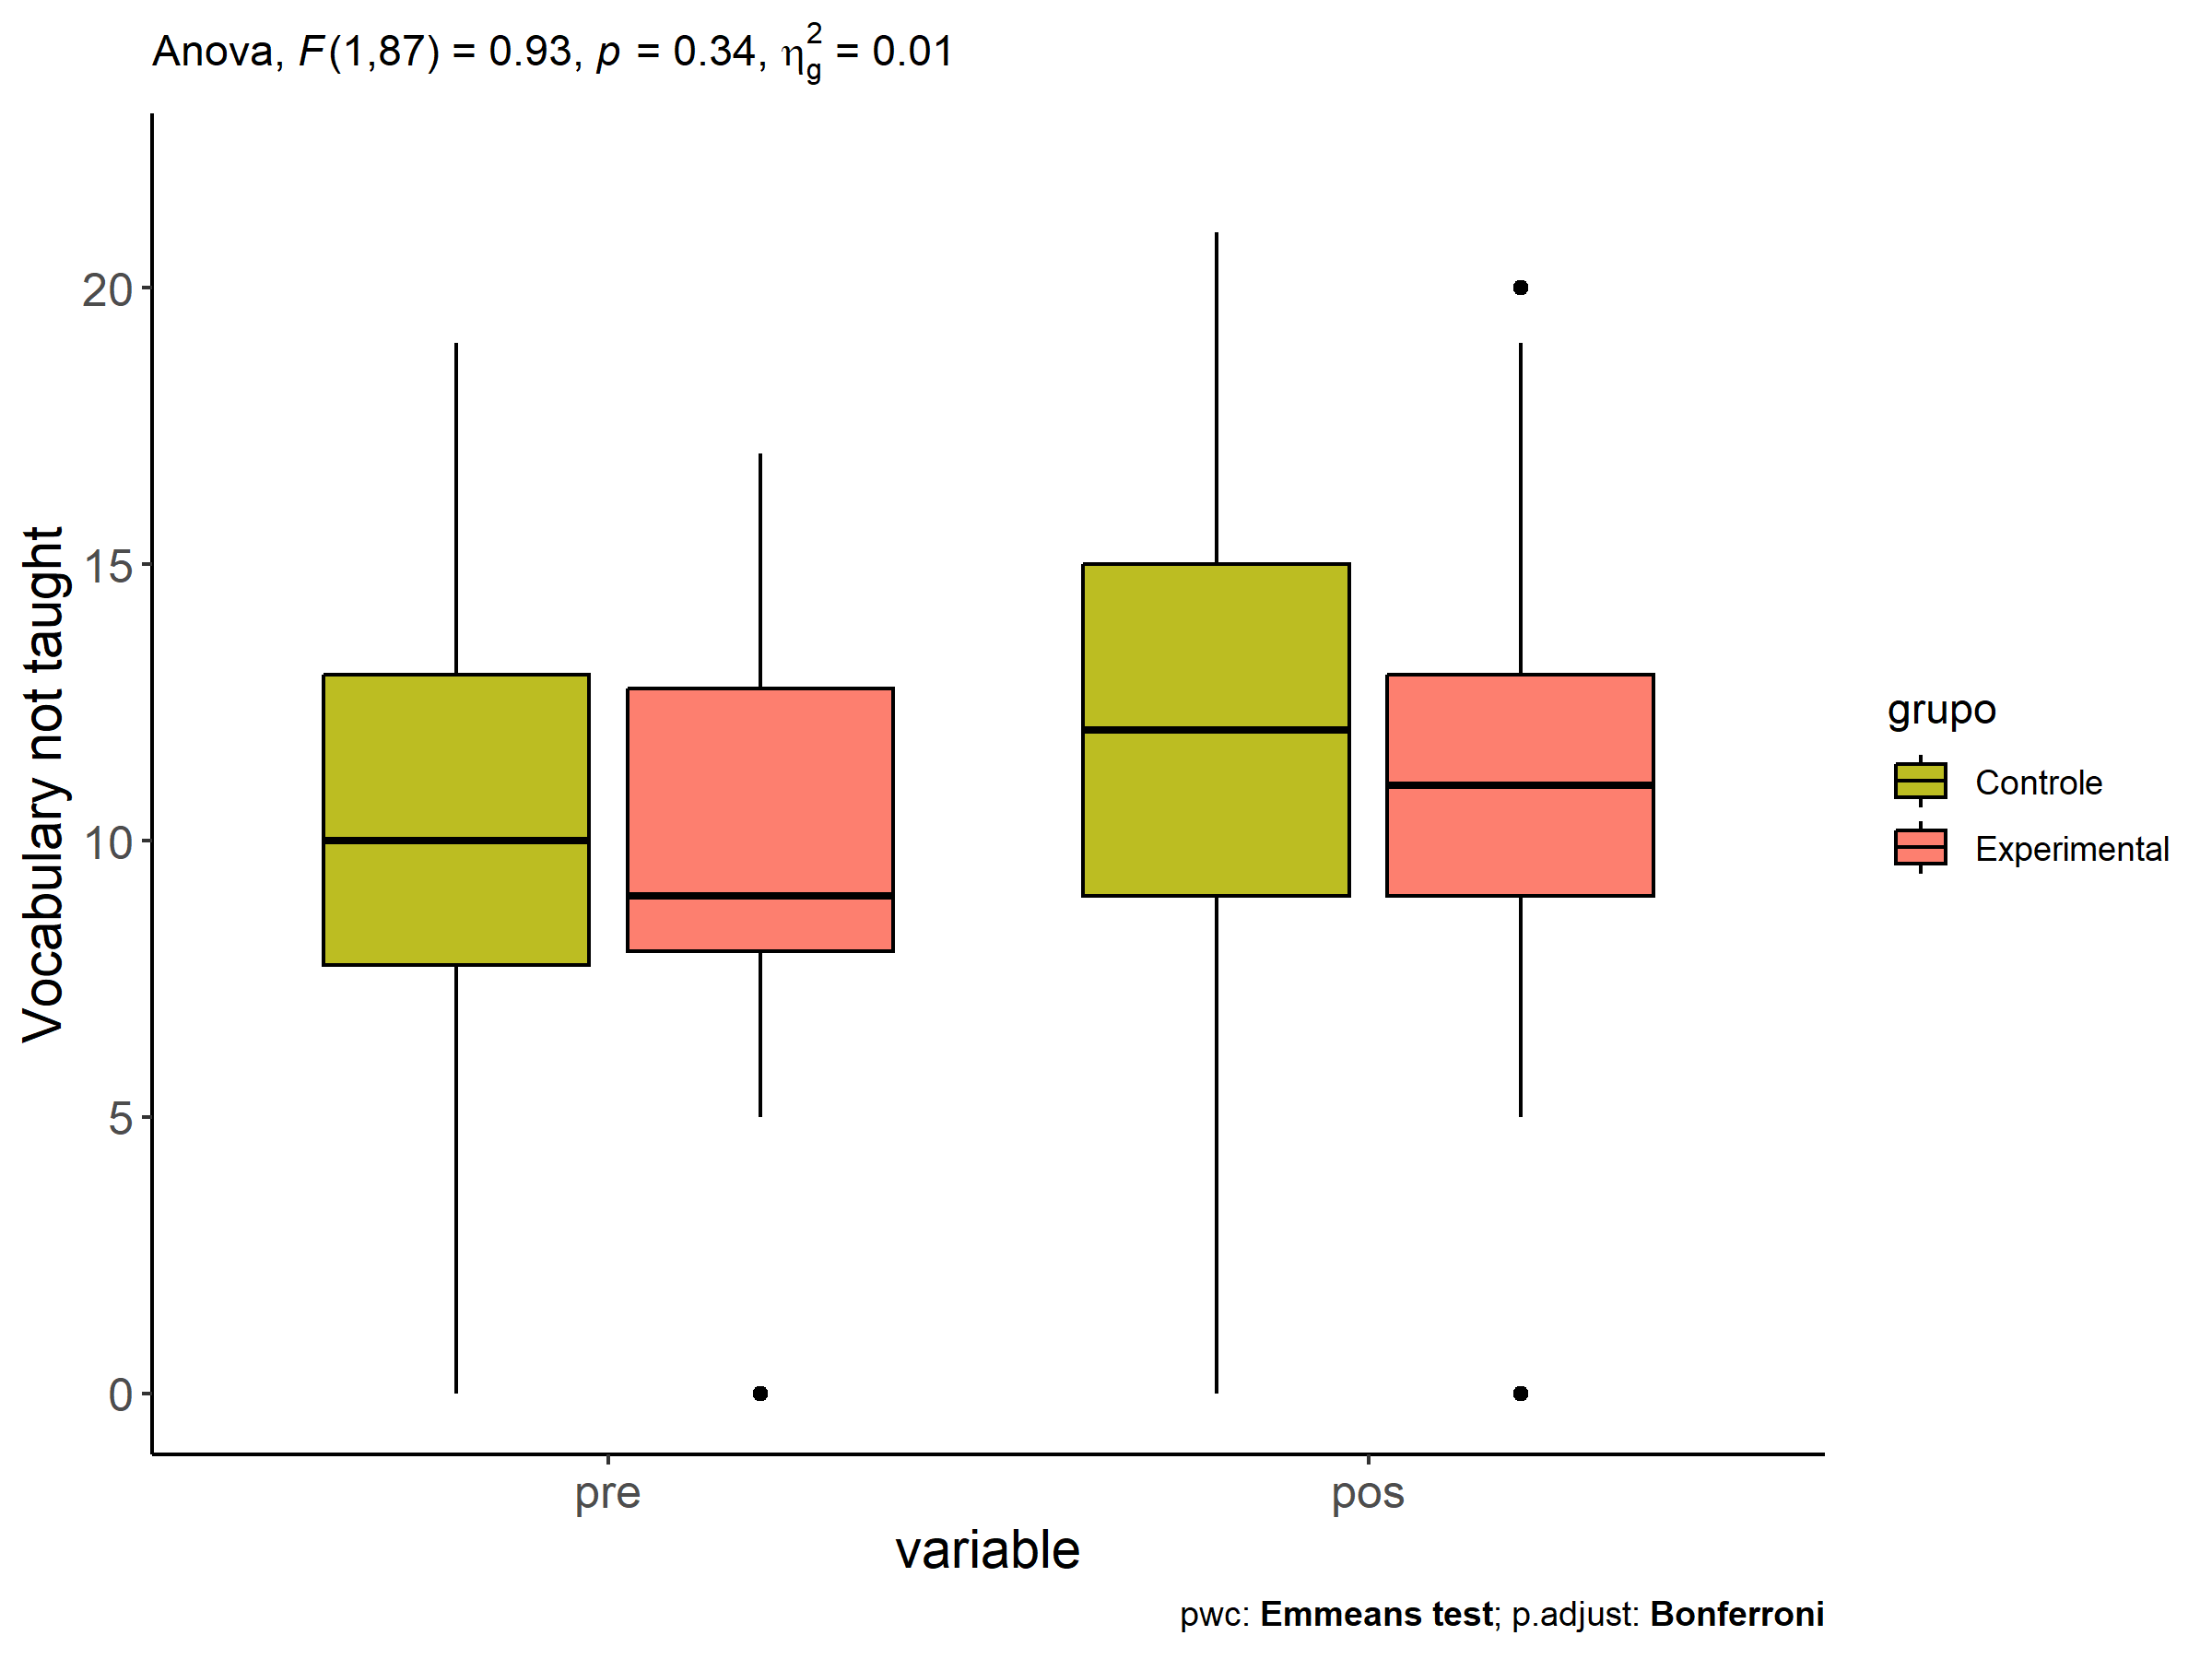 Anova, F(1,87) = 0.93, p = 0.34, η²g = 0.01
Vocabulary not taught
20
15
10
5
0
pre
pos
variable
grupo
Controle
Experimental
pwc: Emmeans test; p.adjust: Bonferroni